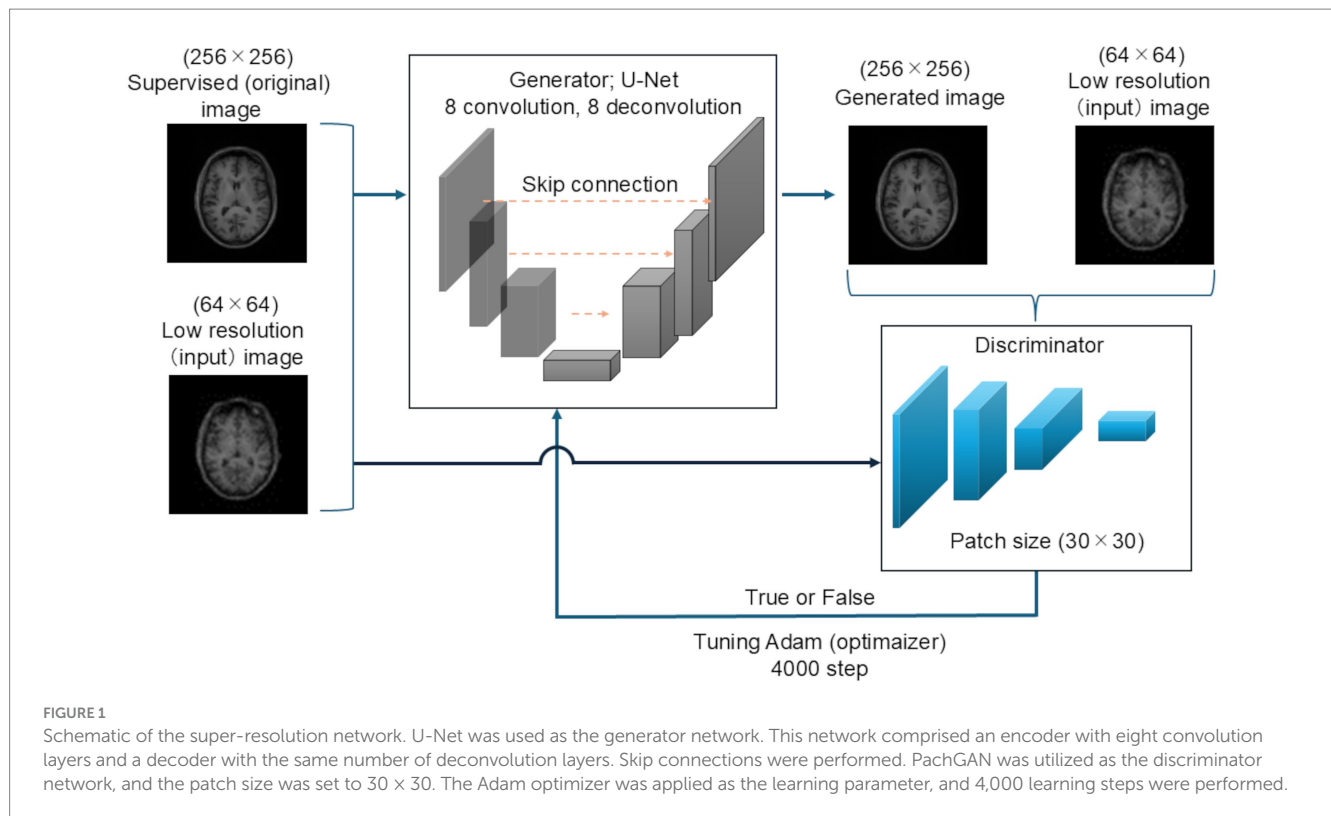 (256×256)
Supervised (original)
image
(64×64)
Low resolution
(input) image
Generator; U-Net
8 convolution, 8 deconvolution
Skip connection
(256×256)
Generated image
(64×64)
Low resolution
(input) image
Discriminator
Patch size (30×30)
True or False
Tuning Adam (optimaizer)
4000 step
FIGURE 1
Schematic of the super-resolution network. U-Net was used as the generator network. This network comprised an encoder with eight convolution
layers and a decoder with the same number of deconvolution layers. Skip connections were performed. PachGAN was utilized as the discriminator
network, and the patch size was set to 30 × 30. The Adam optimizer was applied as the learning parameter, and 4,000 learning steps were performed.